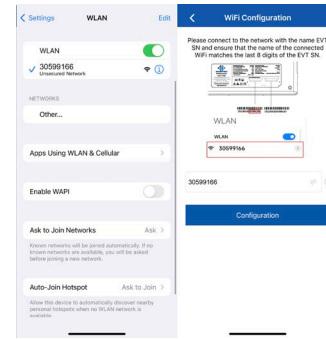 Settings
WLAN
Edit
WLAN
30599166
Unsecured Network
NETWORKS
Other...
Apps Using WLAN & Cellular
Enable WAPI
Ask to Join Networks
Ask
Known networks will be joined automatically. If no
known networks are available, you will be asked
before joining a new network.
Auto-Join Hotspot
Ask to Join
Allow this device to automatically discover nearby
personal hotspots when no WLAN network is
available.
WiFi Configuration
Please connect to the network with the name EVT
SN and ensure that the name of the connected
WiFi matches the last 8 digits of the EVT SN.
WLAN
WLAN
30599166
30599166
Configuration